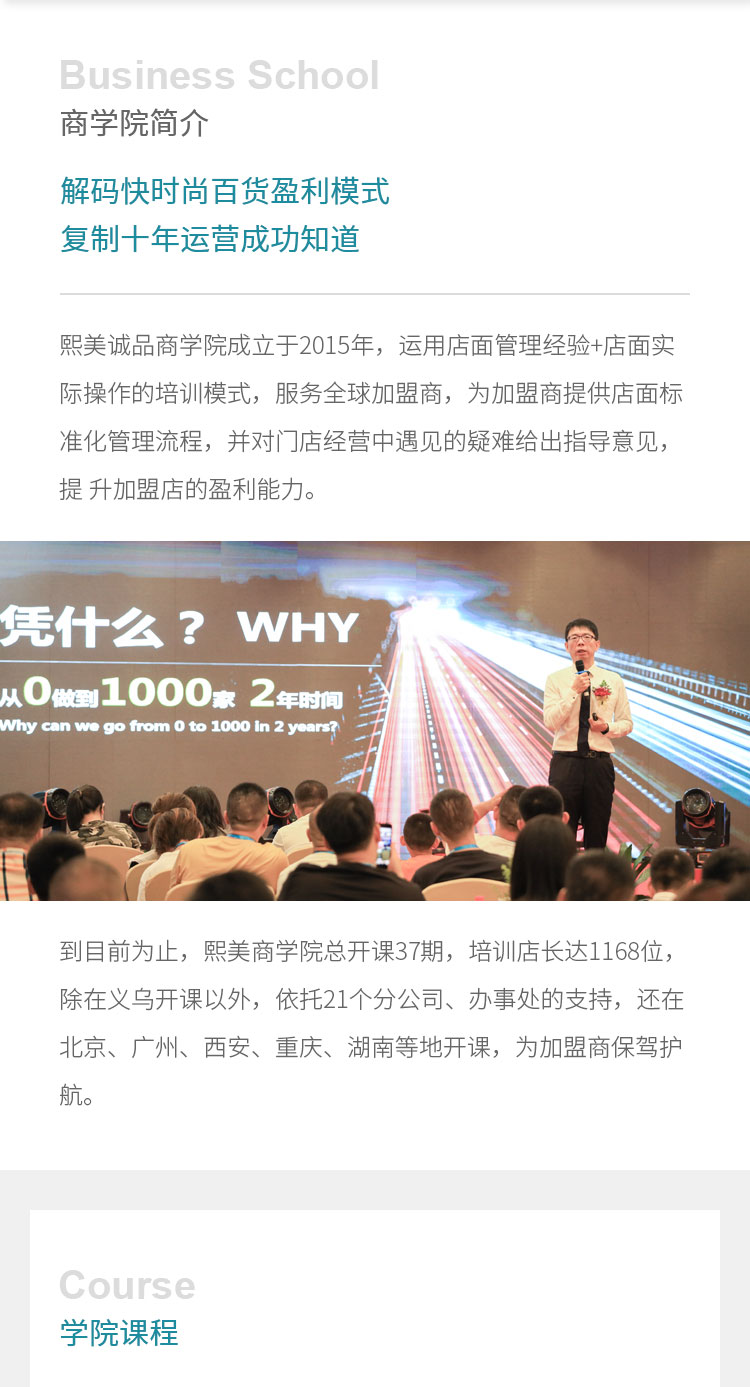 Business School
商学院简介
解码快时尚百货盈利模式
复制十年运营成功知道
熙美诚品商学院成立于2015年，运用店面管理经验+店面实
际操作的培训模式，服务全球加盟商，为加盟商提供店面标
准化管理流程，并对门店经营中遇见的疑难给出指导意见，
提 升加盟店的盈利能力。
凭什么？ WHY
从0做到1000家 2年时间
Why can we go from 0 to 1000 in 2 years?
到目前为止，熙美商学院总开课37期，培训店长达1168位，
除在义乌开课以外，依托21个分公司、办事处的支持，还在
北京、广州、西安、重庆、湖南等地开课，为加盟商保驾护
航。
Course
学院课程